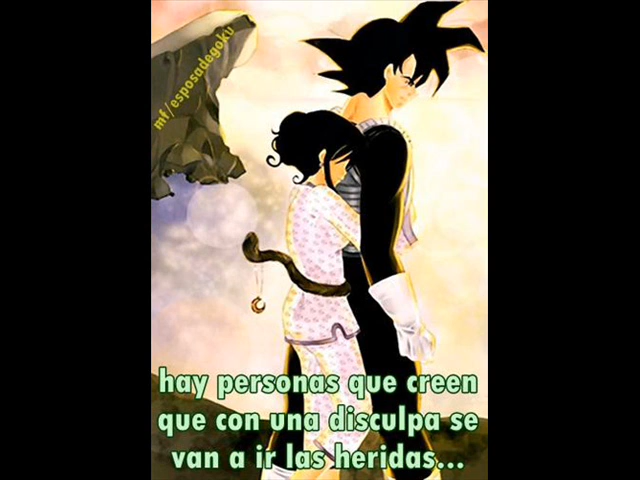 mf/esposadegoku
hay personas que creen
que con una disculpa se
van a ir las heridas...